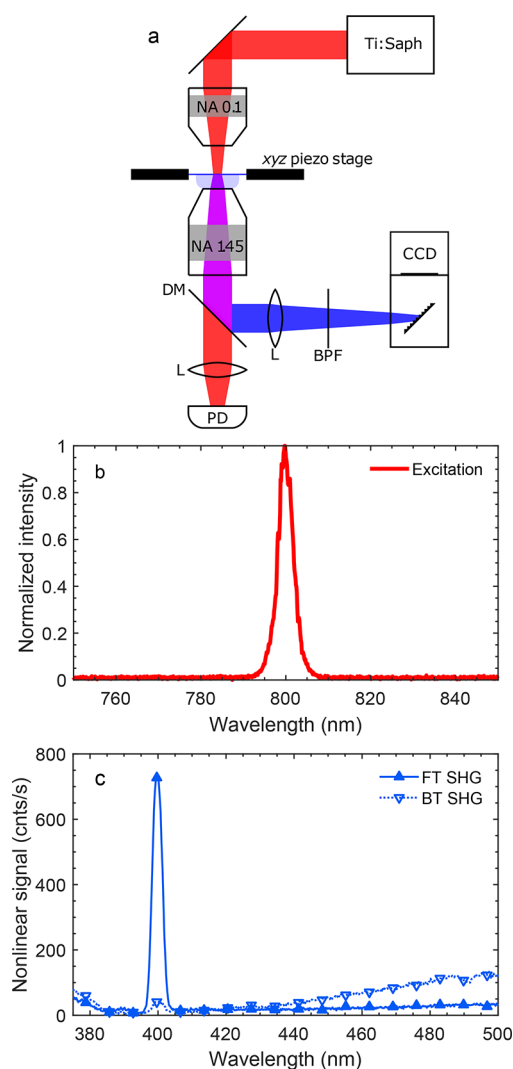 a
Ti:Saph
NA 0.1
xyz piezo stage
NA 1.45
CCD
DM
L
L
BPF
PD
b
Excitation
1
0.8
0.6
0.4
0.2
0
Normalized intensity
760 780 800 820 840
Wavelength (nm)
c
FT SHG
BT SHG
800
600
400
200
0
Nonlinear signal (cnts/s)
375 400 420 440 460 480 500
Wavelength (nm)